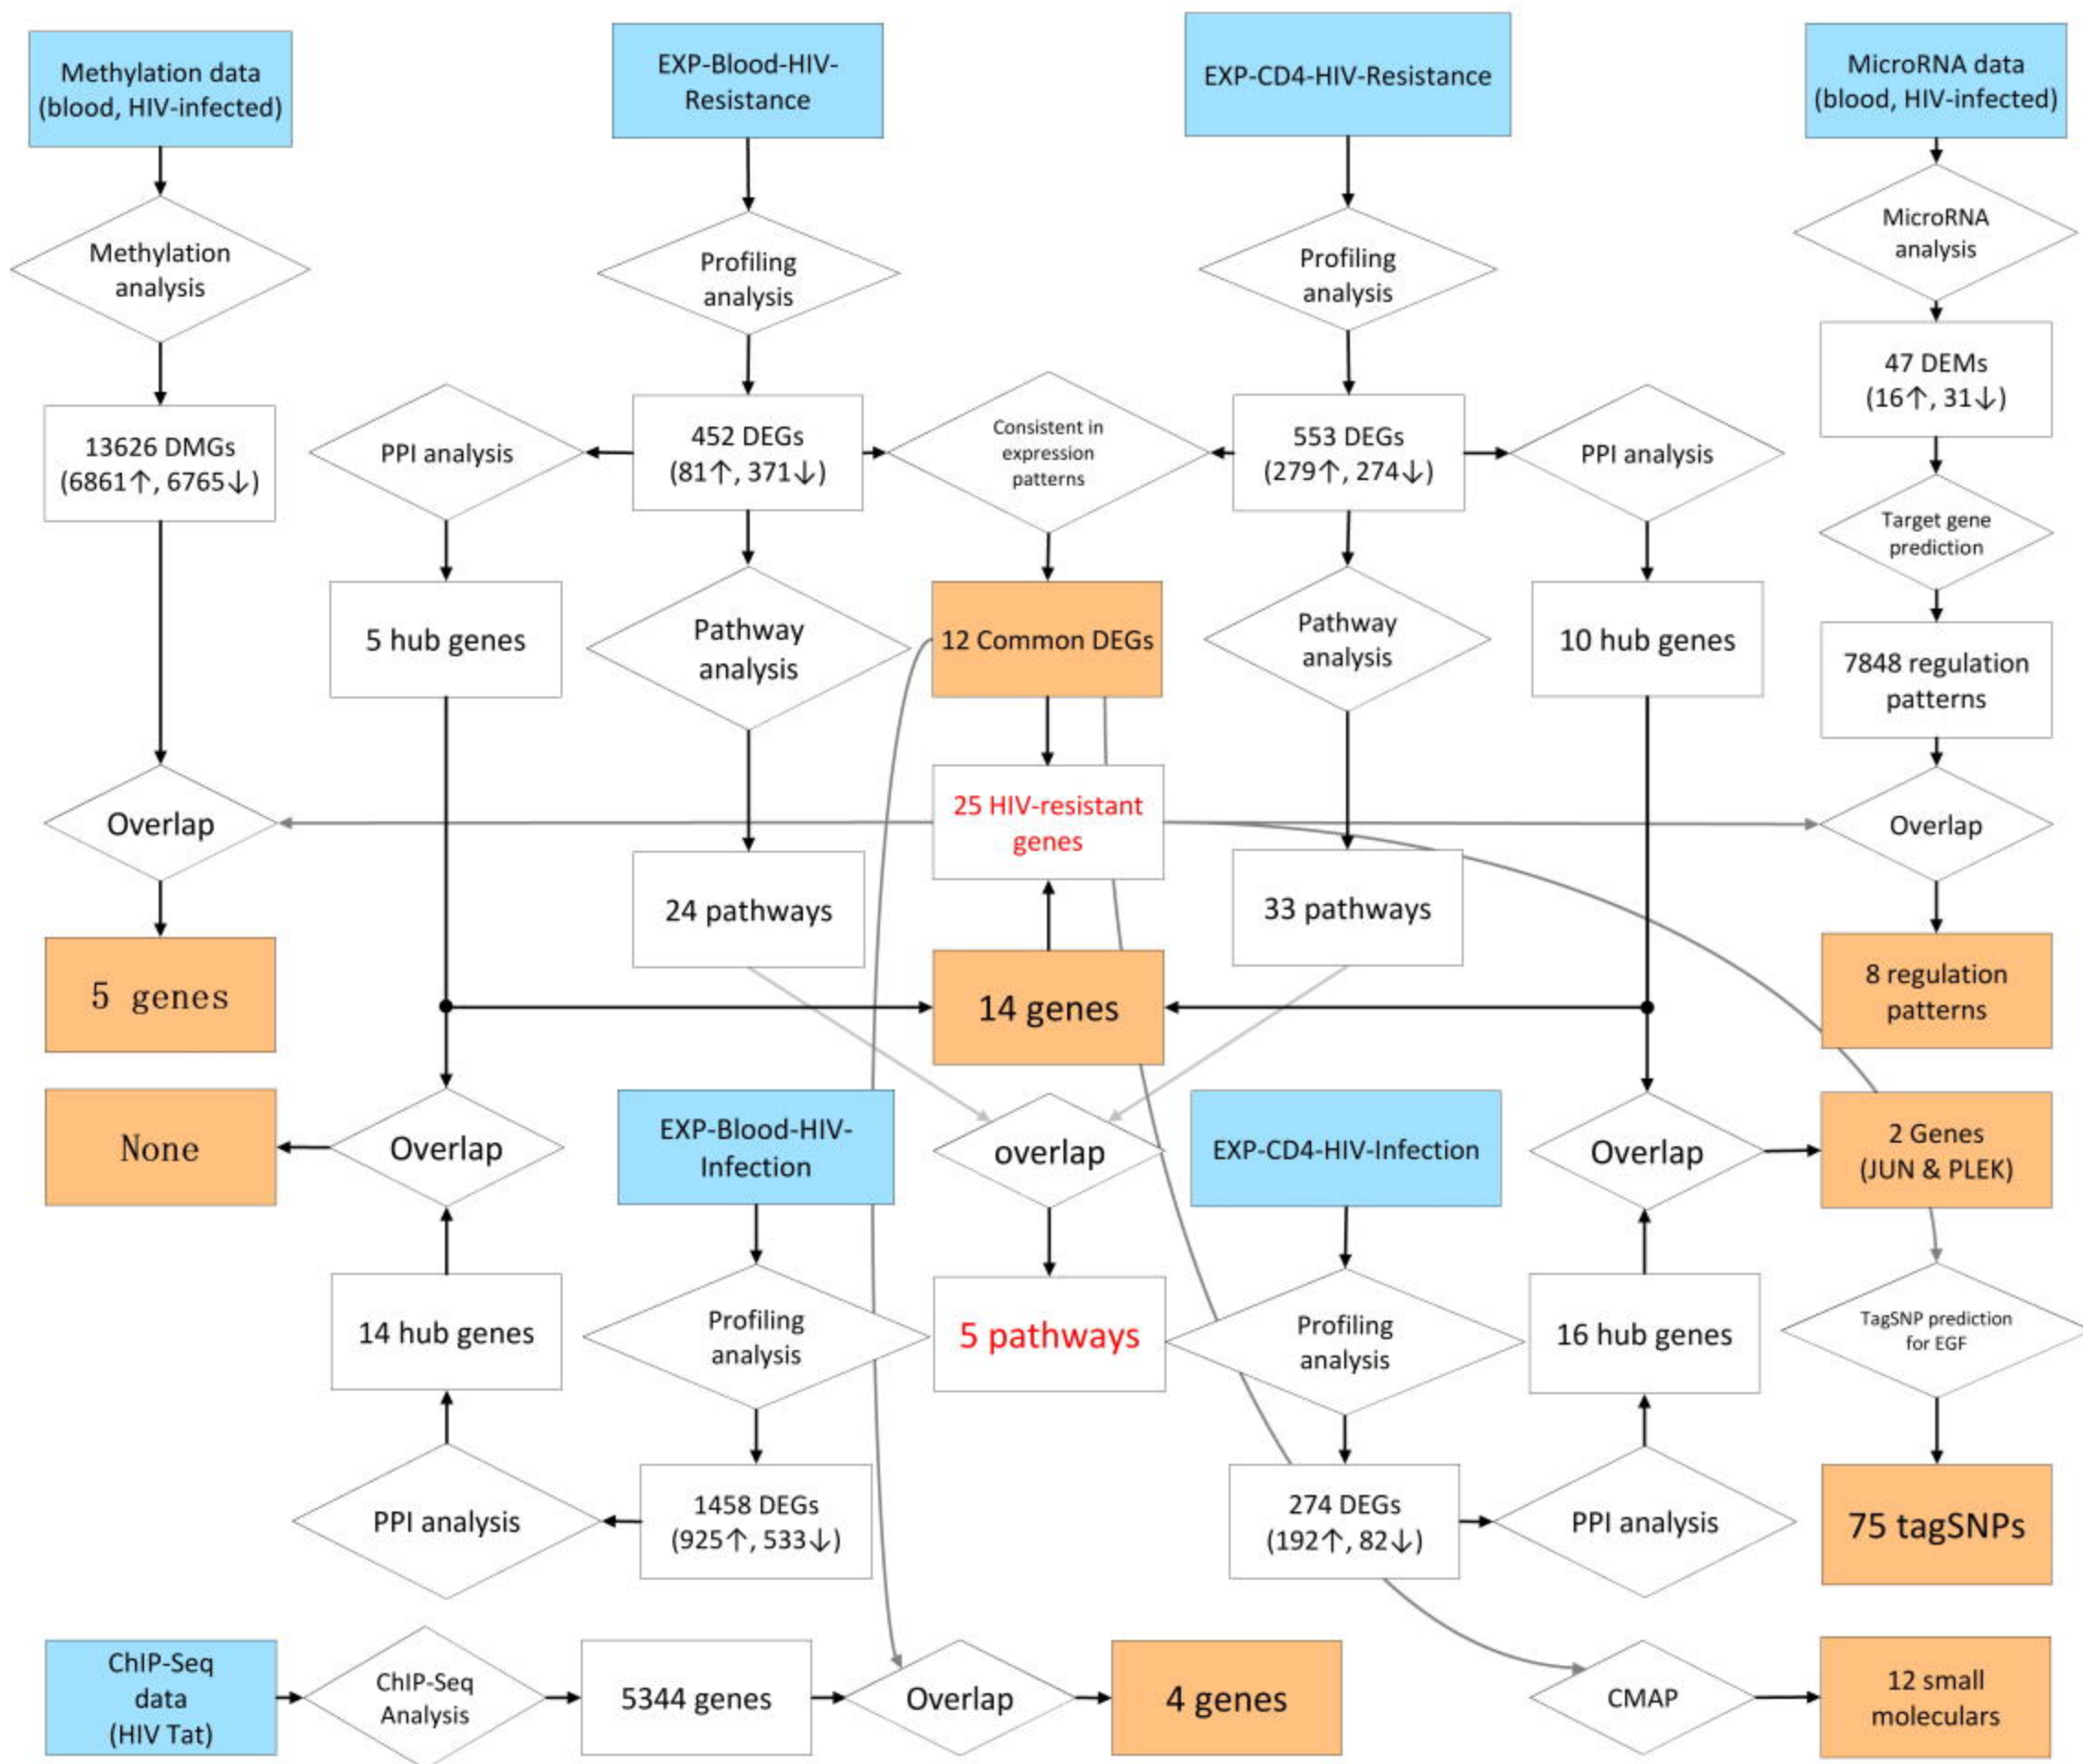 Methylation data
(blood, HIV-infected)
EXP-Blood-HIV-
Resistance
EXP-CD4-HIV-Resistance
MicroRNA data
(blood, HIV-infected)
Methylation
analysis
Profiling
analysis
Profiling
analysis
MicroRNA
analysis
13626 DMGs
(6861↑, 6765↓)
PPI analysis
452 DEGs
(81↑, 371↓)
Consistent in
expression
patterns
553 DEGs
(279↑, 274↓)
PPI analysis
47 DEMs
(16↑, 31↓)
Target gene
prediction
5 hub genes
Pathway
analysis
12 Common DEGs
Pathway
analysis
10 hub genes
7848 regulation
patterns
Overlap
25 HIV-resistant
genes
Overlap
24 pathways
33 pathways
5 genes
14 genes
8 regulation
patterns
None
Overlap
EXP-Blood-HIV-
Infection
overlap
EXP-CD4-HIV-Infection
Overlap
2 Genes
(JUN & PLEK)
14 hub genes
Profiling
analysis
5 pathways
Profiling
analysis
16 hub genes
TagSNP prediction
for EGF
PPI analysis
1458 DEGs
(925↑, 533↓)
274 DEGs
(192↑, 82↓)
PPI analysis
75 tagSNPs
ChIP-Seq
data
(HIV Tat)
ChIP-Seq
Analysis
5344 genes
Overlap
4 genes
CMAP
12 small
moleculars